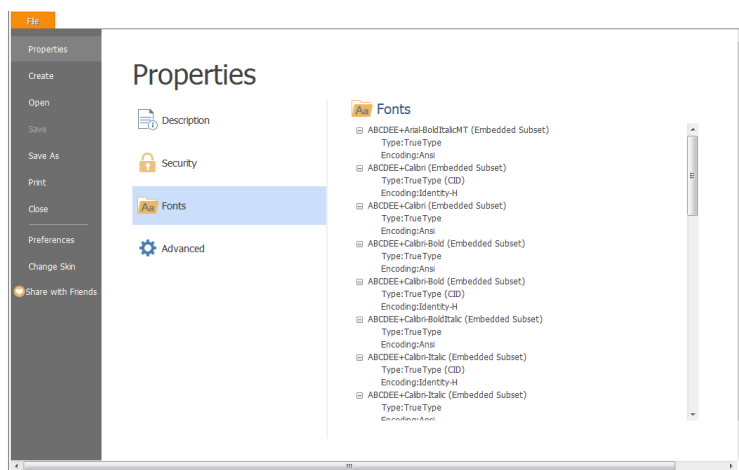 File
Properties
Create
Open
Save
Save As
Print
Close
Preferences
Change Skin
Share with Friends
Properties
Description
Security
Aa Fonts
Advanced
Aa Fonts
ABCDEE+Arial-BoldItalicMT (Embedded Subset)
Type:TrueType
Encoding:Ansi
ABCDEE+Calibri (Embedded Subset)
Type:TrueType (CID)
Encoding:Identity-H
ABCDEE+Calibri (Embedded Subset)
Type:TrueType
Encoding:Ansi
ABCDEE+Calibri-Bold (Embedded Subset)
Type:TrueType
Encoding:Ansi
ABCDEE+Calibri-Bold (Embedded Subset)
Type:TrueType (CID)
Encoding:Identity-H
ABCDEE+Calibri-BoldItalic (Embedded Subset)
Type:TrueType
Encoding:Ansi
ABCDEE+Calibri-Italic (Embedded Subset)
Type:TrueType (CID)
Encoding:Identity-H
ABCDEE+Calibri-Italic (Embedded Subset)
Type:TrueType
Encoding:Ansi